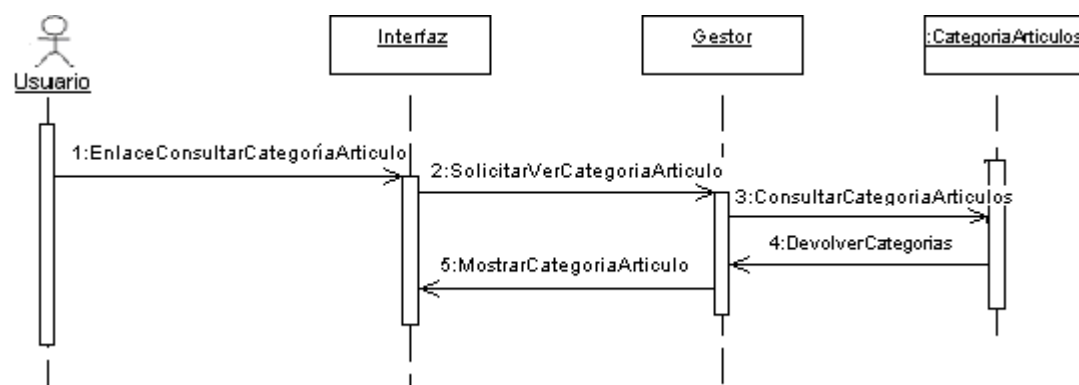 Usuario
Interfaz
Gestor
:CategoriaArticulos
1:EnlaceConsultarCategoríaArticulo
2:SolicitarVerCategoriaArticulo
3:ConsultarCategoriaArticulos
4:DevolverCategorias
5:MostrarCategoriaArticulo